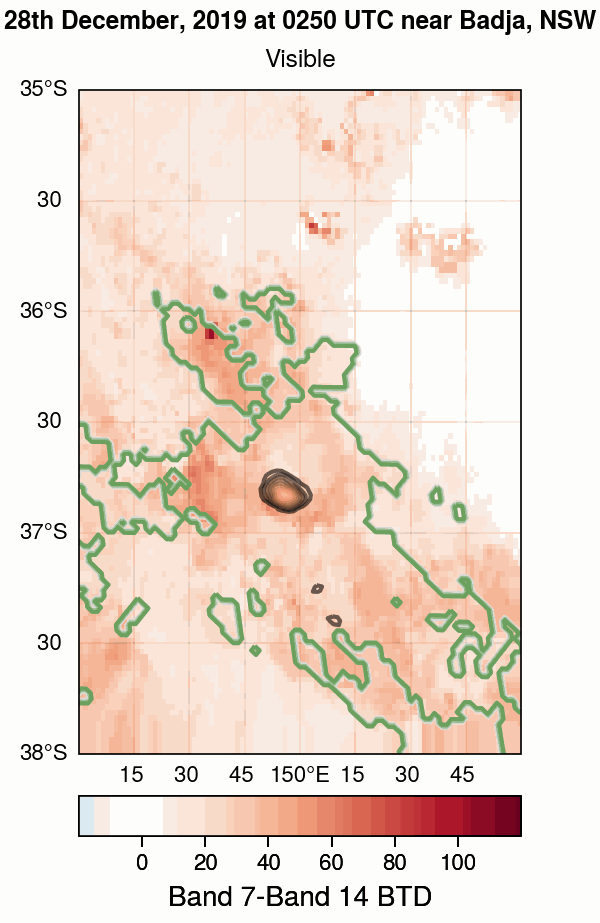 28th December, 2019 at 0250 UTC near Badja, NSW
Visible
35°S
30
36°S
30
37°S
30
38°S
15 30 45 150°E 15 30 45
0 20 40 60 80 100
Band 7-Band 14 BTD